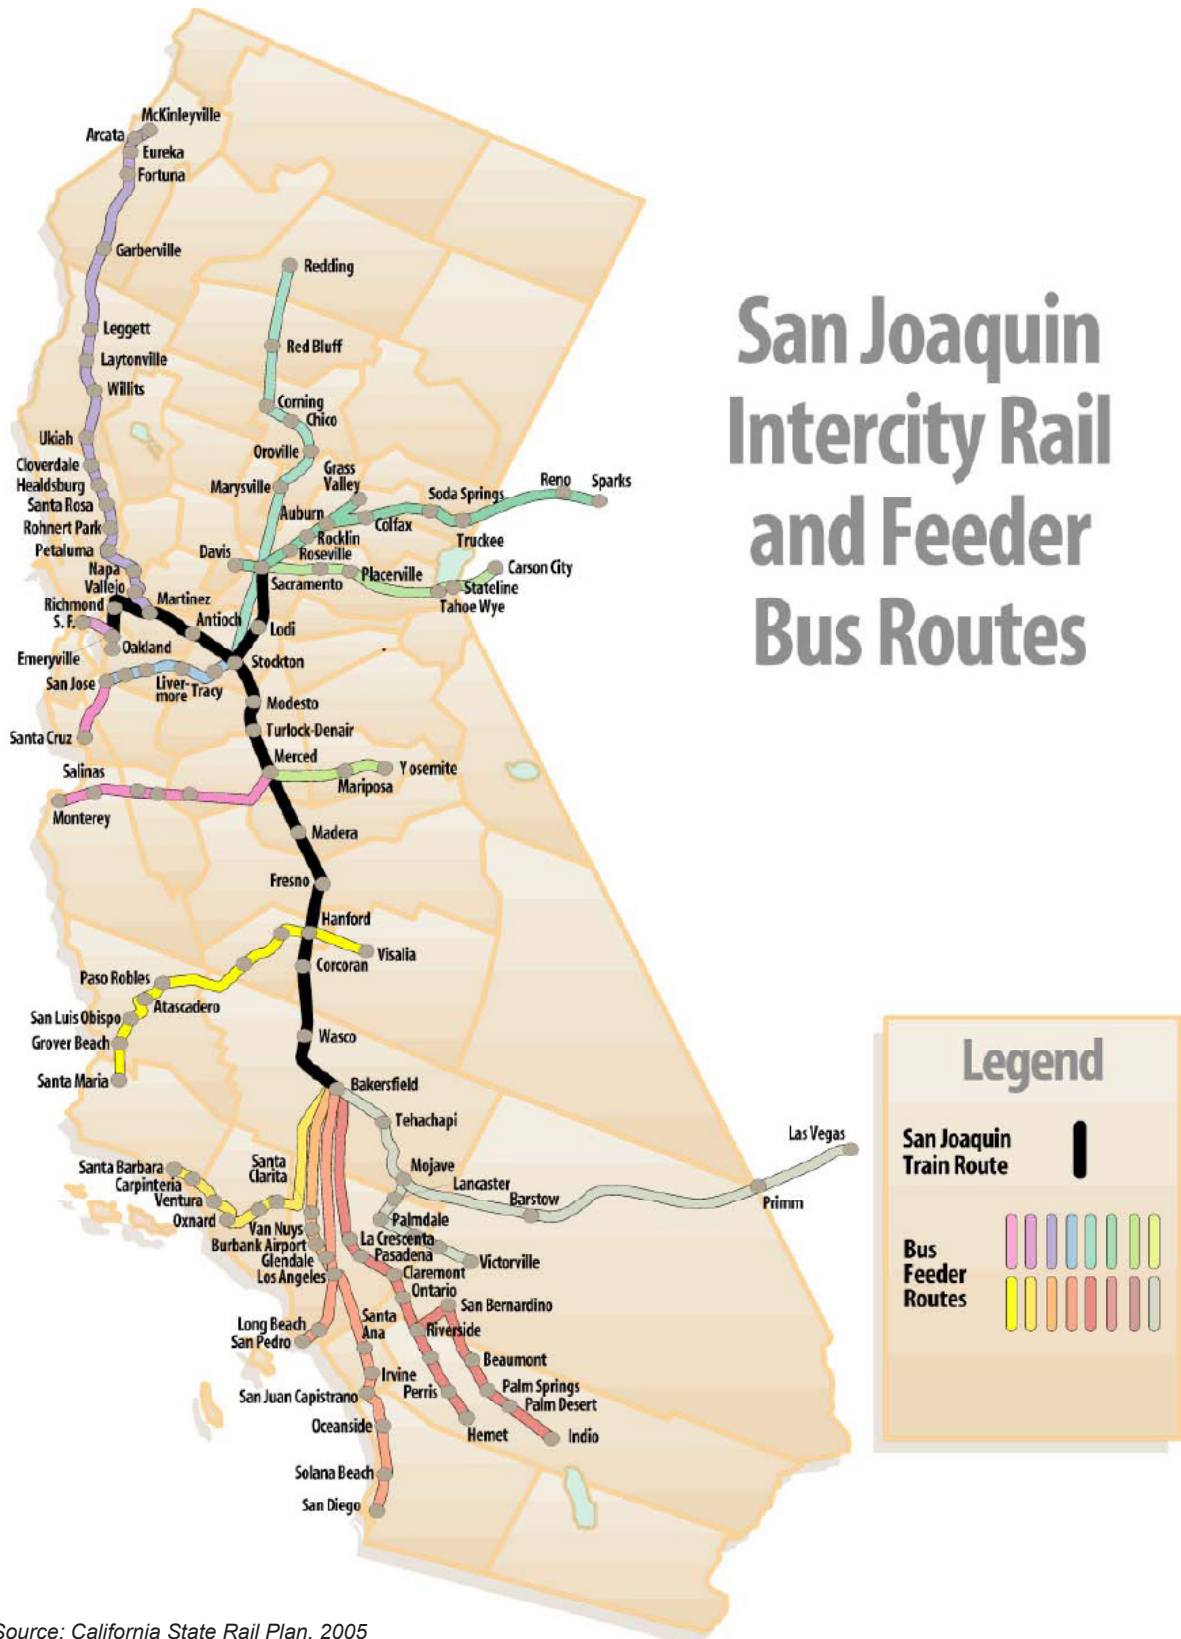 McKinleyville
Arcata
Eureka
Fortuna
Garberville
Redding
Leggett
Red Bluff
Laytonville
Willits
Corning
Chico
Ukiah
Oroville
Cloverdale
Grass
Valley
Healdsburg
Marysville
Soda Springs
Reno
Sparks
Santa Rosa
Auburn
Colfax
Rohnert Park
Rocklin
Truckee
Petaluma
Davis
Roseville
Napa
Placerville
Carson City
Vallejo
Sacramento
Stateline
Richmond
Martinez
Tahoe Wye
S. F.
Antioch
Lodi
Emeryville
Oakland
Stockton
San Jose
Liver-
more
Tracy
Modesto
Santa Cruz
Turlock-Denair
Salinas
Merced
Yosemite
Mariposa
Monterey
Madera
Fresno
Hanford
Visalia
Paso Robles
Corcoran
Atascadero
San Luis Obispo
Grover Beach
Wasco
Santa Maria
Bakersfield
Tehachapi
Las Vegas
Santa Barbara
Santa
Clarita
Mojave
Carpinteria
Lancaster
Ventura
Barstow
Primm
Oxnard
Van Nuys
Palmdale
Burbank Airport
La Crescenta
Glendale
Pasadena
Victorville
Los Angeles
Claremont
Ontario
San Bernardino
Long Beach
Santa
Ana
Riverside
San Pedro
Irvine
Beaumont
San Juan Capistrano
Perris
Palm Springs
Palm Desert
Oceanside
Hemet
Indio
Solana Beach
San Diego
San Joaquin
Intercity Rail
and Feeder
Bus Routes
Legend
San Joaquin
Train Route
Bus
Feeder
Routes
Source: California State Rail Plan, 2005